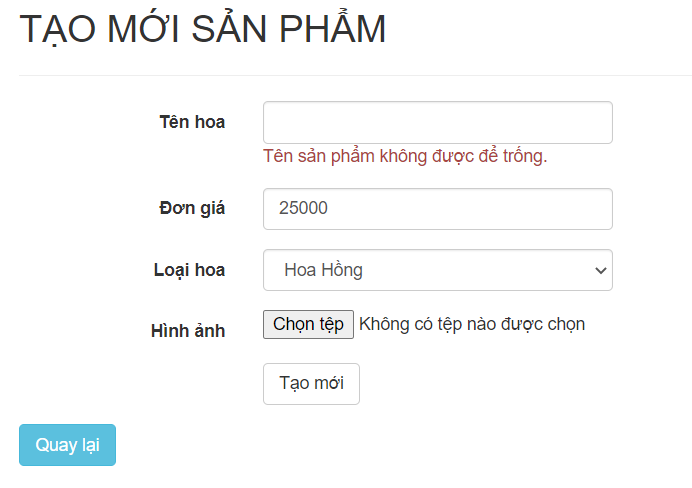 TẠO MỚI SẢN PHẨM
Tên hoa
Tên sản phẩm không được để trống.
Đơn giá 25000
Loại hoa Hoa Hồng
Hình ảnh Chọn tệp Không có tệp nào được chọn
Tạo mới
Quay lại